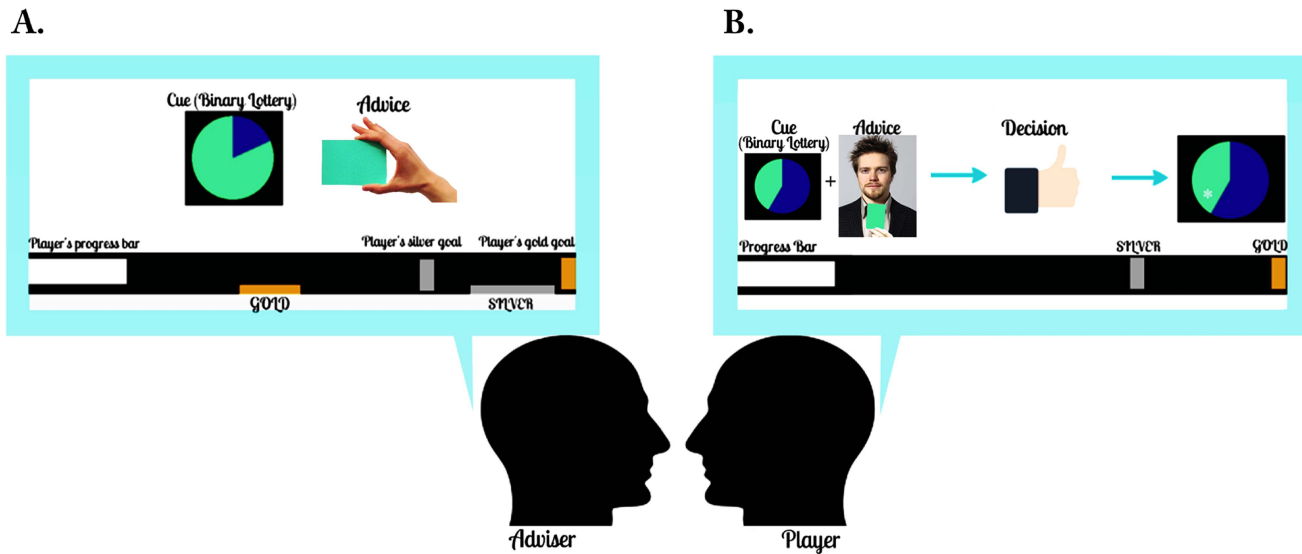 A.
Cue (Binary Lottery)
Advice
Player's progress bar
Player's silver goal
Player's gold goal
GOLD
SILVER
Adviser
B.
Cue
(Binary Lottery)
+
Advice
Decision
*
Progress Bar
SILVER
GOLD
Player